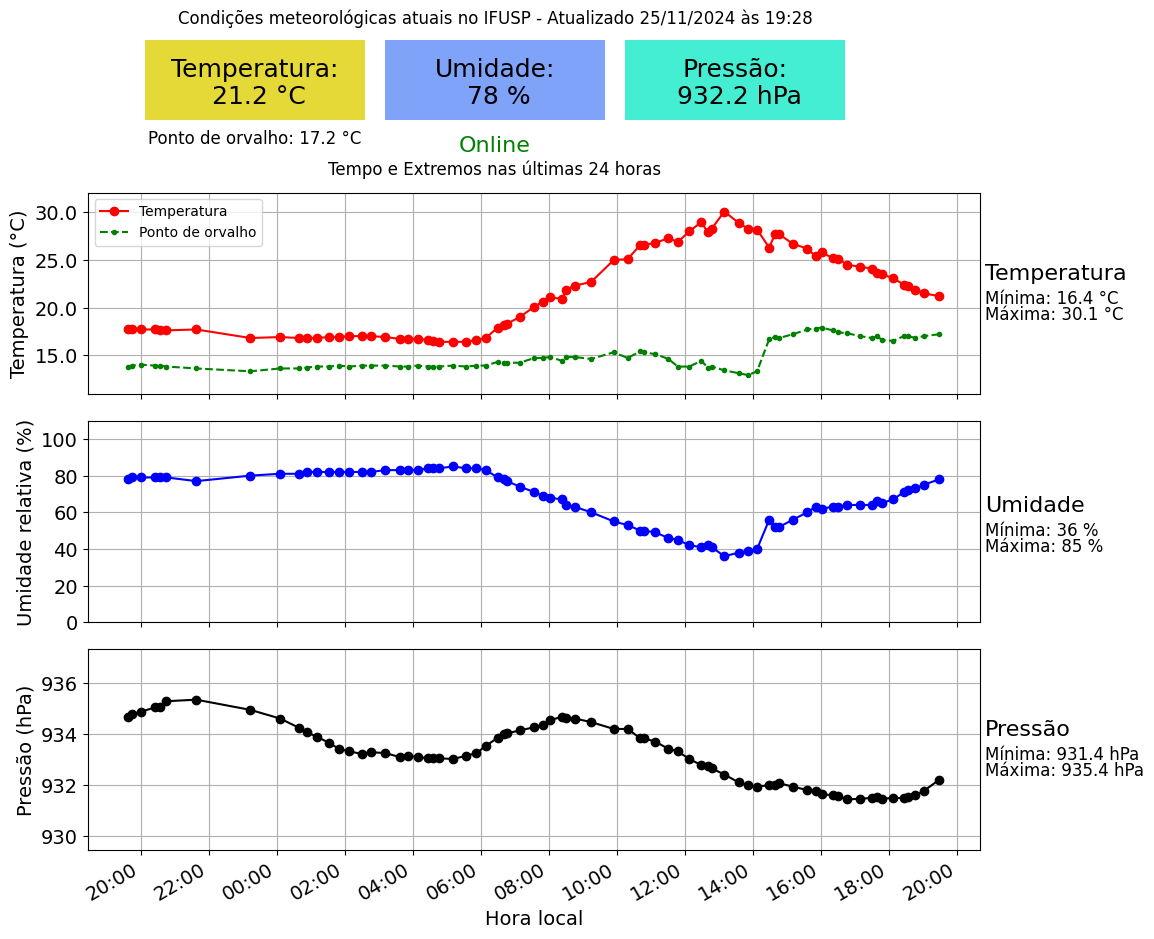 Condições meteorológicas atuais no IFUSP - Atualizado 25/11/2024 às 19:28
Temperatura:
21.2 °C
Umidade:
78 %
Pressão:
932.2 hPa
Ponto de orvalho: 17.2 °C
Online
Tempo e Extremos nas últimas 24 horas
Temperatura (°C)
30.0
25.0
20.0
15.0
Temperatura
Ponto de orvalho
Temperatura
Mínima: 16.4 °C
Máxima: 30.1 °C
Umidade relativa (%)
100
80
60
40
20
0
Umidade
Mínima: 36 %
Máxima: 85 %
Pressão (hPa)
936
934
932
930
Pressão
Mínima: 931.4 hPa
Máxima: 935.4 hPa
20:00 22:00 00:00 02:00 04:00 06:00 08:00 10:00 12:00 14:00 16:00 18:00 20:00
Hora local